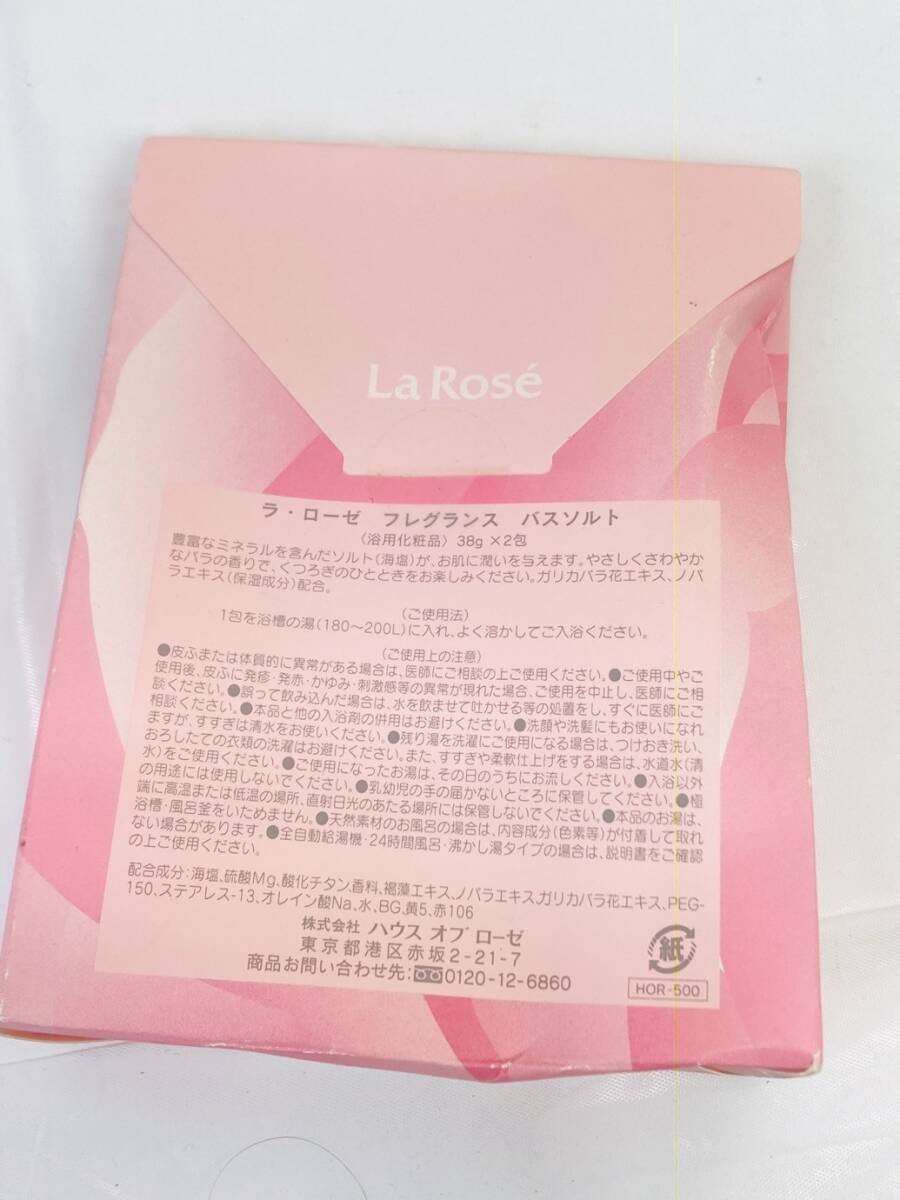 La Rosé
ラ・ローゼ フレグランス バスソルト
〈浴用化粧品〉38g×2包
豊富なミネラルを含んだソルト(海塩)が、お肌に潤いを与えます。やさしくさわやか
なバラの香りで、くつろぎのひとときをお楽しみください。ガリカバラ花エキス、ノバ
ラエキス(保湿成分)配合。
〈ご使用法〉
1包を浴槽の湯(180〜200L)に入れ、よく溶かしてご入浴ください。
〈ご使用上の注意〉
●皮ふまたは体質的に異常がある場合は、医師にご相談の上ご使用ください。●ご使用中やご
使用後、皮ふに発疹・発赤・かゆみ・刺激感等の異常が現れた場合、ご使用を中止し、医師にご相
談ください。●誤って飲み込んだ場合は、水を飲ませて吐かせる等の処置をし、すぐに医師にご
相談ください。●本品と他の入浴剤の併用はお避けください。●洗顔や洗髪にもお使いになれ
ますが、すすぎは清水をお使いください。●残り湯を洗濯にご使用になる場合は、つけおき洗い、
おろしたての衣類の洗濯はお避けください。また、すすぎや柔軟仕上げをする場合は、水道水(清
水)をご使用ください。●ご使用になったお湯は、その日のうちにお流しください。●入浴以外
の用途には使用しないでください。●乳幼児の手の届かないところに保管してください。●極
端に高温または低温の場所、直射日光のあたる場所には保管しないでください。●本品のお湯は、
浴槽・風呂釜をいためません。●天然素材のお風呂の場合は、内容成分(色素等)が付着して取れ
ない場合があります。●全自動給湯機・24時間風呂・沸かし湯タイプの場合は、説明書をご確認
の上ご使用ください。
配合成分:海塩、硫酸Mg、酸化チタン、香料、褐藻エキス、ノバラエキス、ガリカバラ花エキス、PEG-
150、ステアレス-13、オレイン酸Na、水、BG、黄5、赤106
株式会社 ハウス オブ ローゼ
東京都港区赤坂2-21-7
商品お問い合わせ先:0120-12-6860
紙
HOR-500